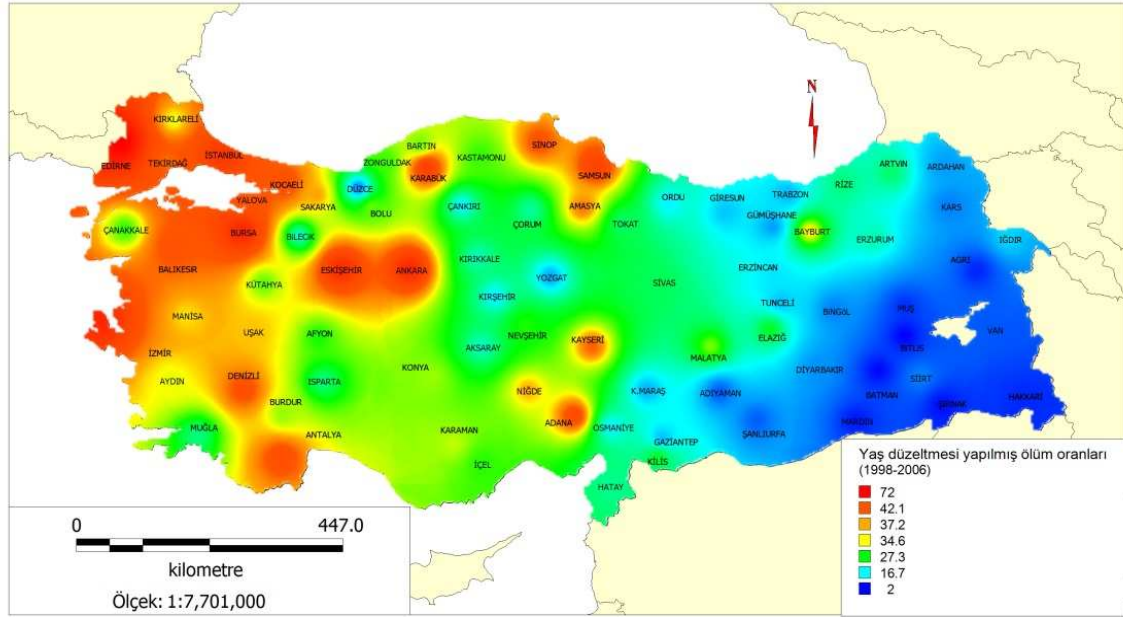 N
KIRKLARELİ
EDİRNE
TEKİRDAĞ
İSTANBUL
KOCAELİ
YALOVA
SAKARYA
DÜZCE
ZONGULDAK
BARTIN
KARABÜK
KASTAMONU
SİNOP
SAMSUN
AMASYA
ÇANKIRI
ÇORUM
TOKAT
ORDU
GİRESUN
TRABZON
GÜMÜŞHANE
RİZE
ARTVİN
ARDAHAN
KARS
IĞDIR
AĞRI
ERZURUM
BAYBURT
ERZİNCAN
ÇANAKKALE
BURSA
BİLECİK
BOLU
BALIKESİR
KÜTAHYA
ESKİŞEHİR
ANKARA
KIRIKKALE
KIRŞEHİR
YOZGAT
SİVAS
TUNCELİ
BİNGÖL
MUŞ
BİTLİS
VAN
MANİSA
UŞAK
AFYON
İZMİR
AYDIN
DENİZLİ
ISPARTA
BURDUR
MUĞLA
ANTALYA
KONYA
AKSARAY
NEVŞEHİR
KAYSERİ
NİĞDE
ADANA
KARAMAN
İÇEL
MALATYA
ELAZIĞ
DİYARBAKIR
BATMAN
SİİRT
ŞIRNAK
HAKKARİ
MARDİN
ŞANLIURFA
ADIYAMAN
K.MARAŞ
OSMANİYE
GAZİANTEP
KİLİS
HATAY
0 447.0
kilometre
Ölçek: 1:7,701,000
Yaş düzeltmesi yapılmış ölüm oranları
(1998-2006)
72
42.1
37.2
34.6
27.3
16.7
2